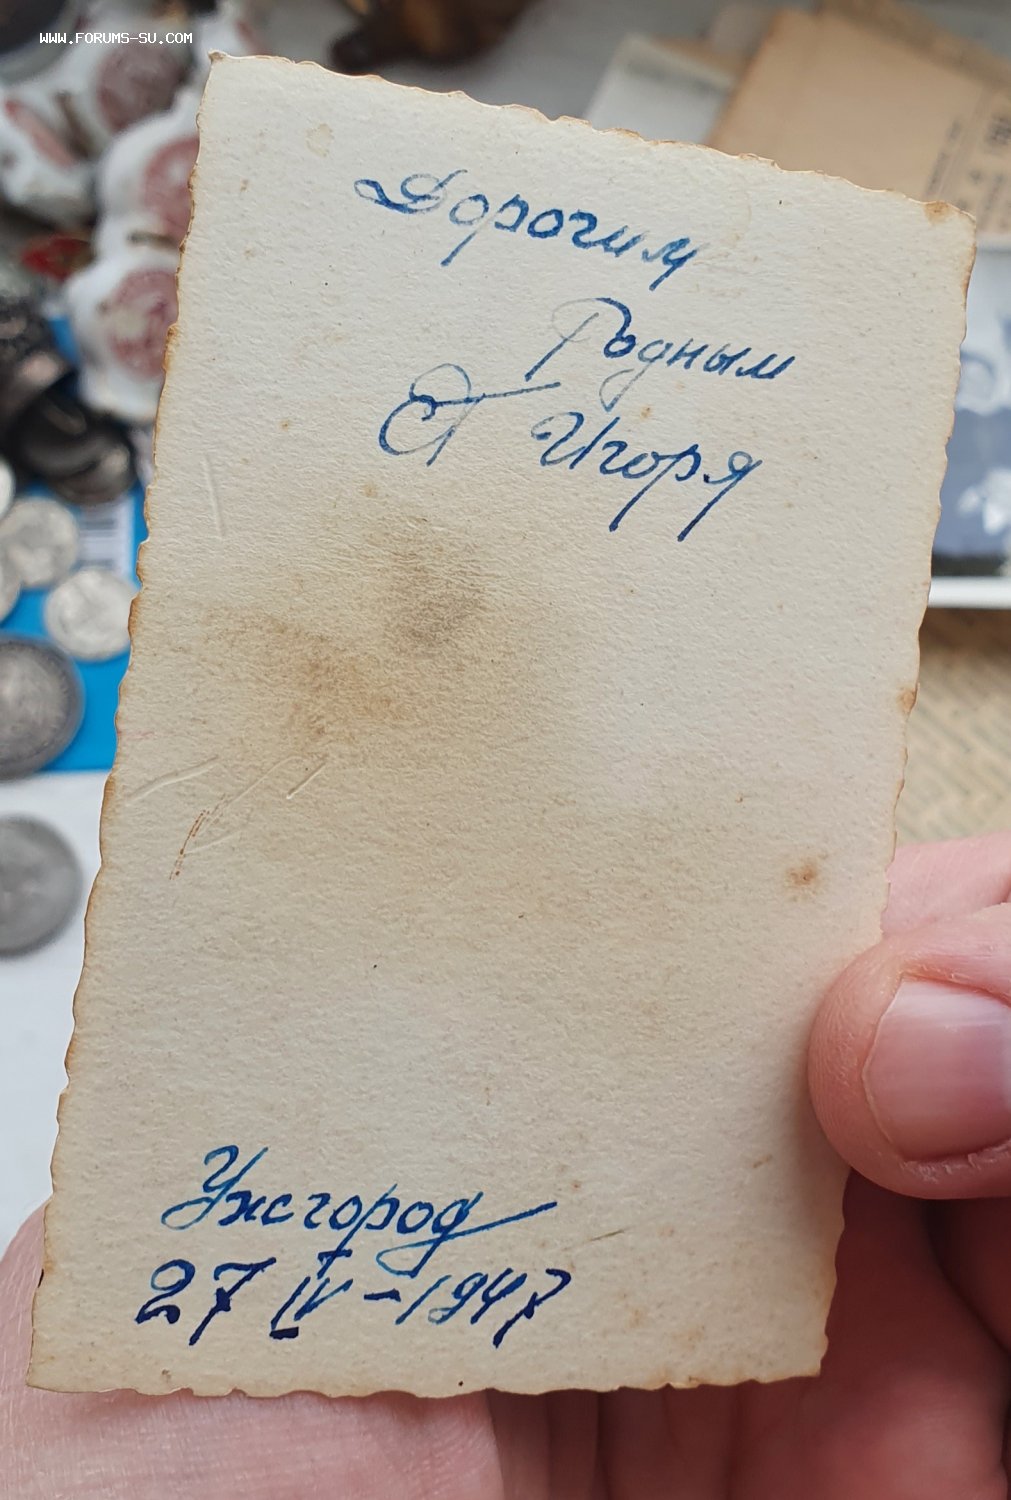 WWW.FORUMS-SU.COM
Дорогим
Родным
От Игоря
Ужгород
27 IV - 1947